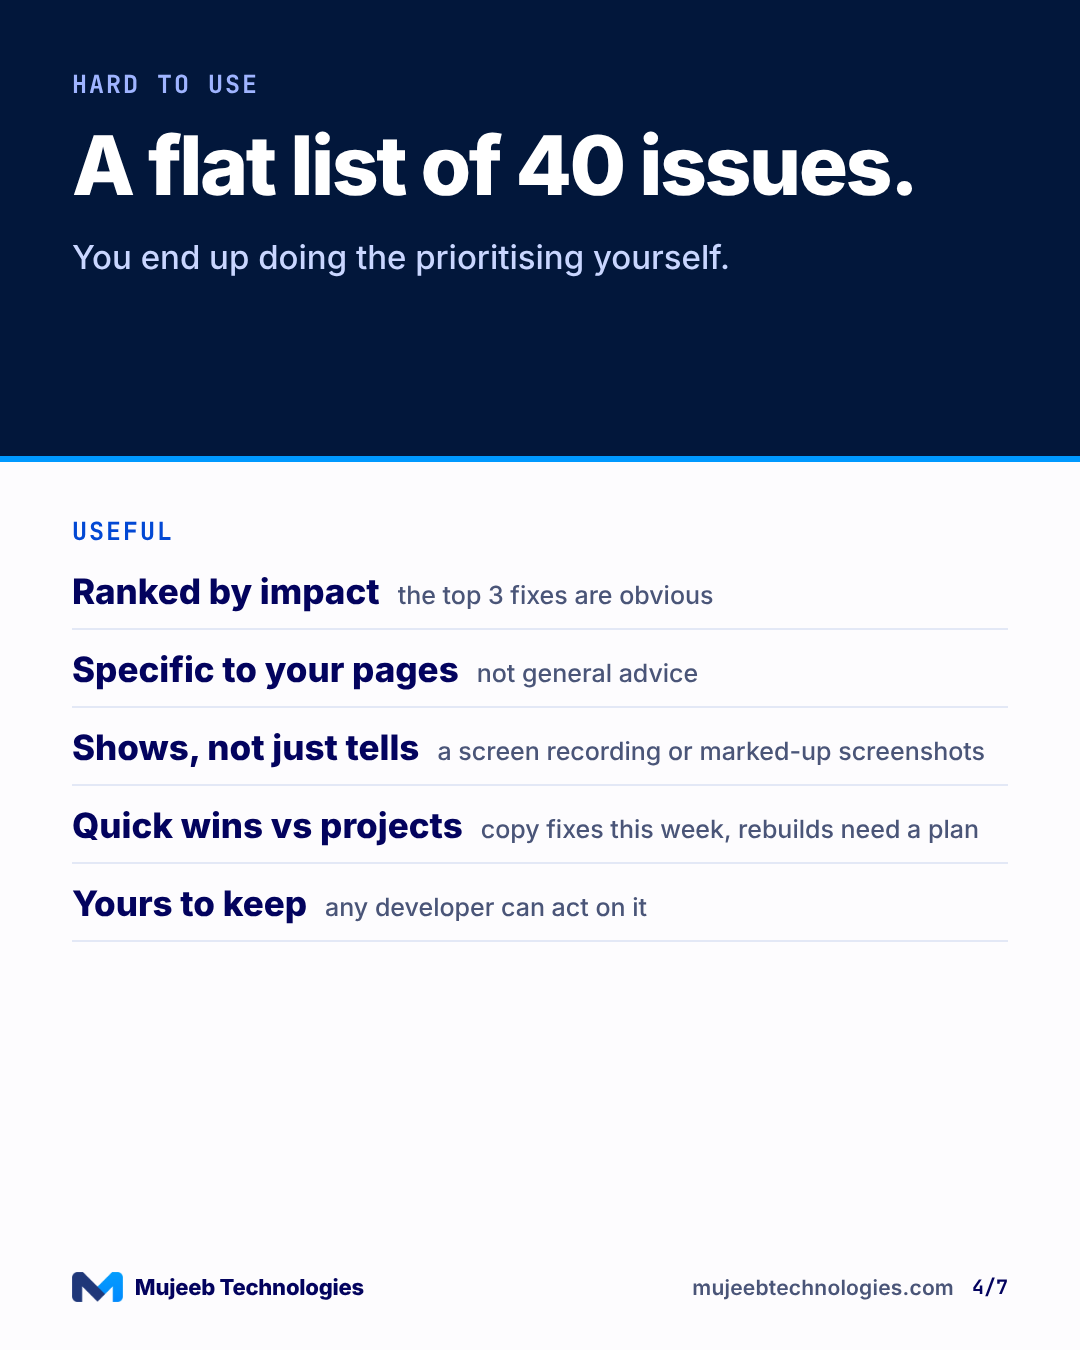 HARD TO USE
A flat list of 40 issues.
You end up doing the prioritising yourself.
USEFUL
Ranked by impact the top 3 fixes are obvious
Specific to your pages not general advice
Shows, not just tells a screen recording or marked-up screenshots
Quick wins vs projects copy fixes this week, rebuilds need a plan
Yours to keep any developer can act on it
Mujeeb Technologies mujeebtechnologies.com 4/7